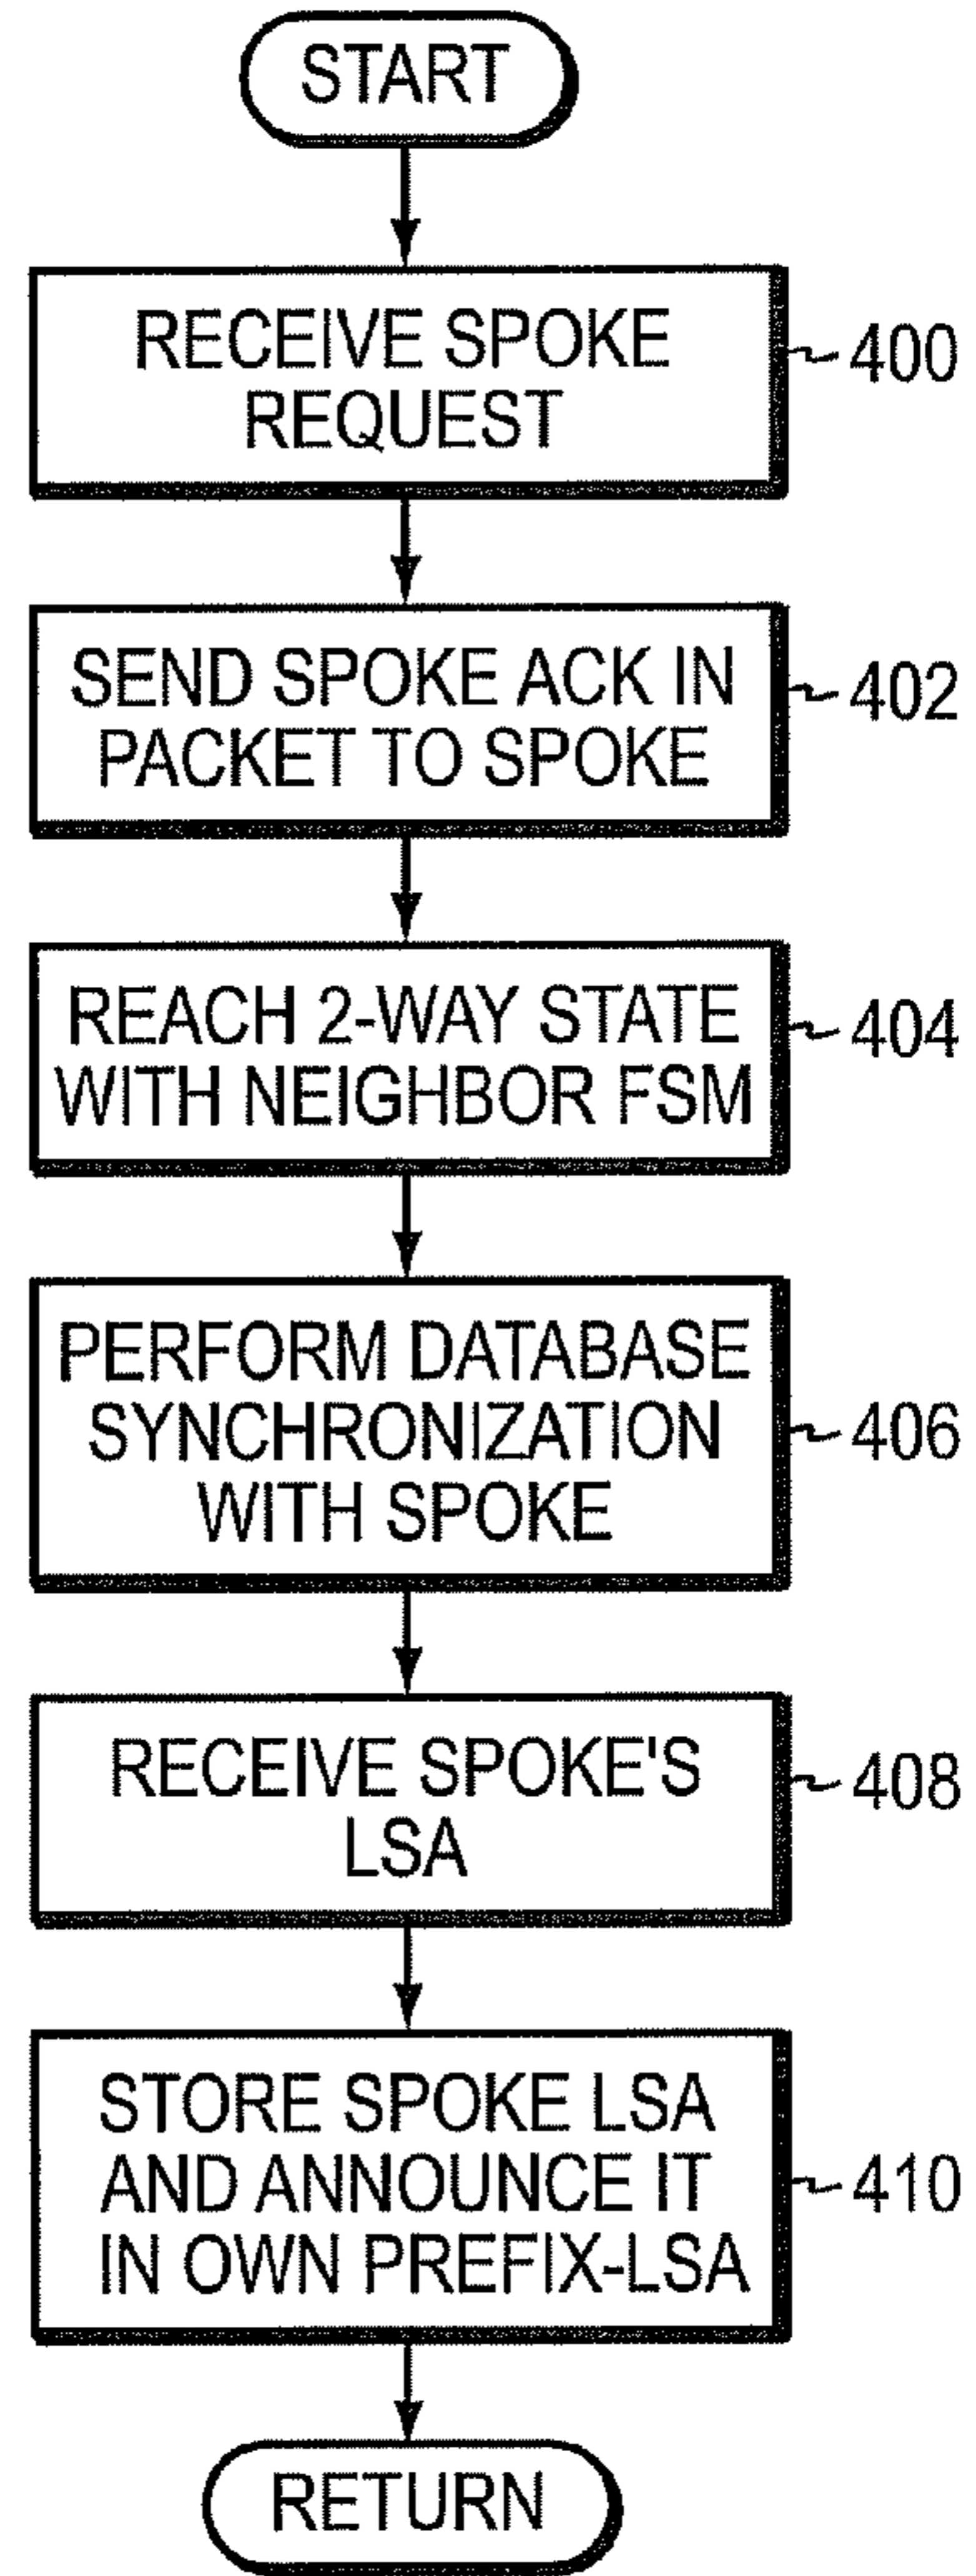 START
RECEIVE SPOKE
REQUEST
400
SEND SPOKE ACK IN
PACKET TO SPOKE
402
REACH 2-WAY STATE
WITH NEIGHBOR FSM
404
PERFORM DATABASE
SYNCHRONIZATION
WITH SPOKE
406
RECEIVE SPOKE'S
LSA
408
STORE SPOKE LSA
AND ANNOUNCE IT
IN OWN PREFIX-LSA
410
RETURN